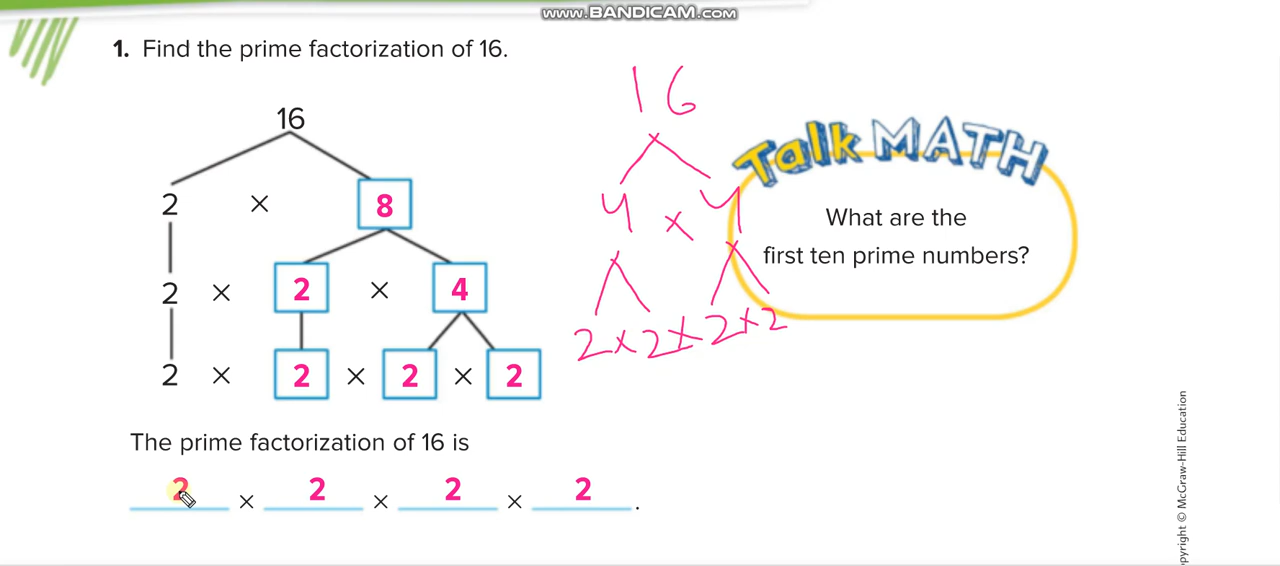 www.BANDICAM.com
1. Find the prime factorization of 16.
16
2 × 8
2 × 2 × 4
2 × 2 × 2 × 2
The prime factorization of 16 is
2 × 2 × 2 × 2.
16
4 × 4
2 × 2 × 2 × 2
Talk MATH
What are the
first ten prime numbers?
pyright © McGraw-Hill Education